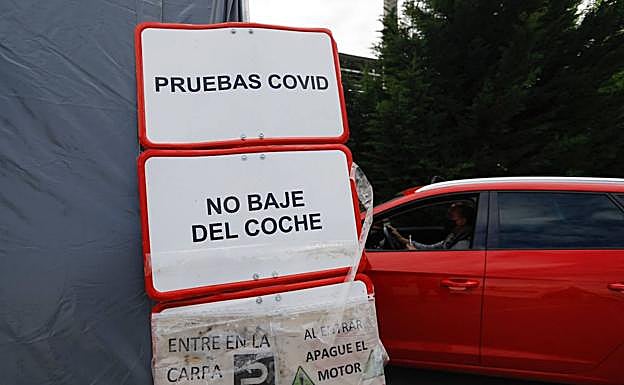 PRUEBAS COVID
NO BAJE
DEL COCHE
ENTRE EN LA
CARPA
AL ENTRAR
APAGUE EL
MOTOR